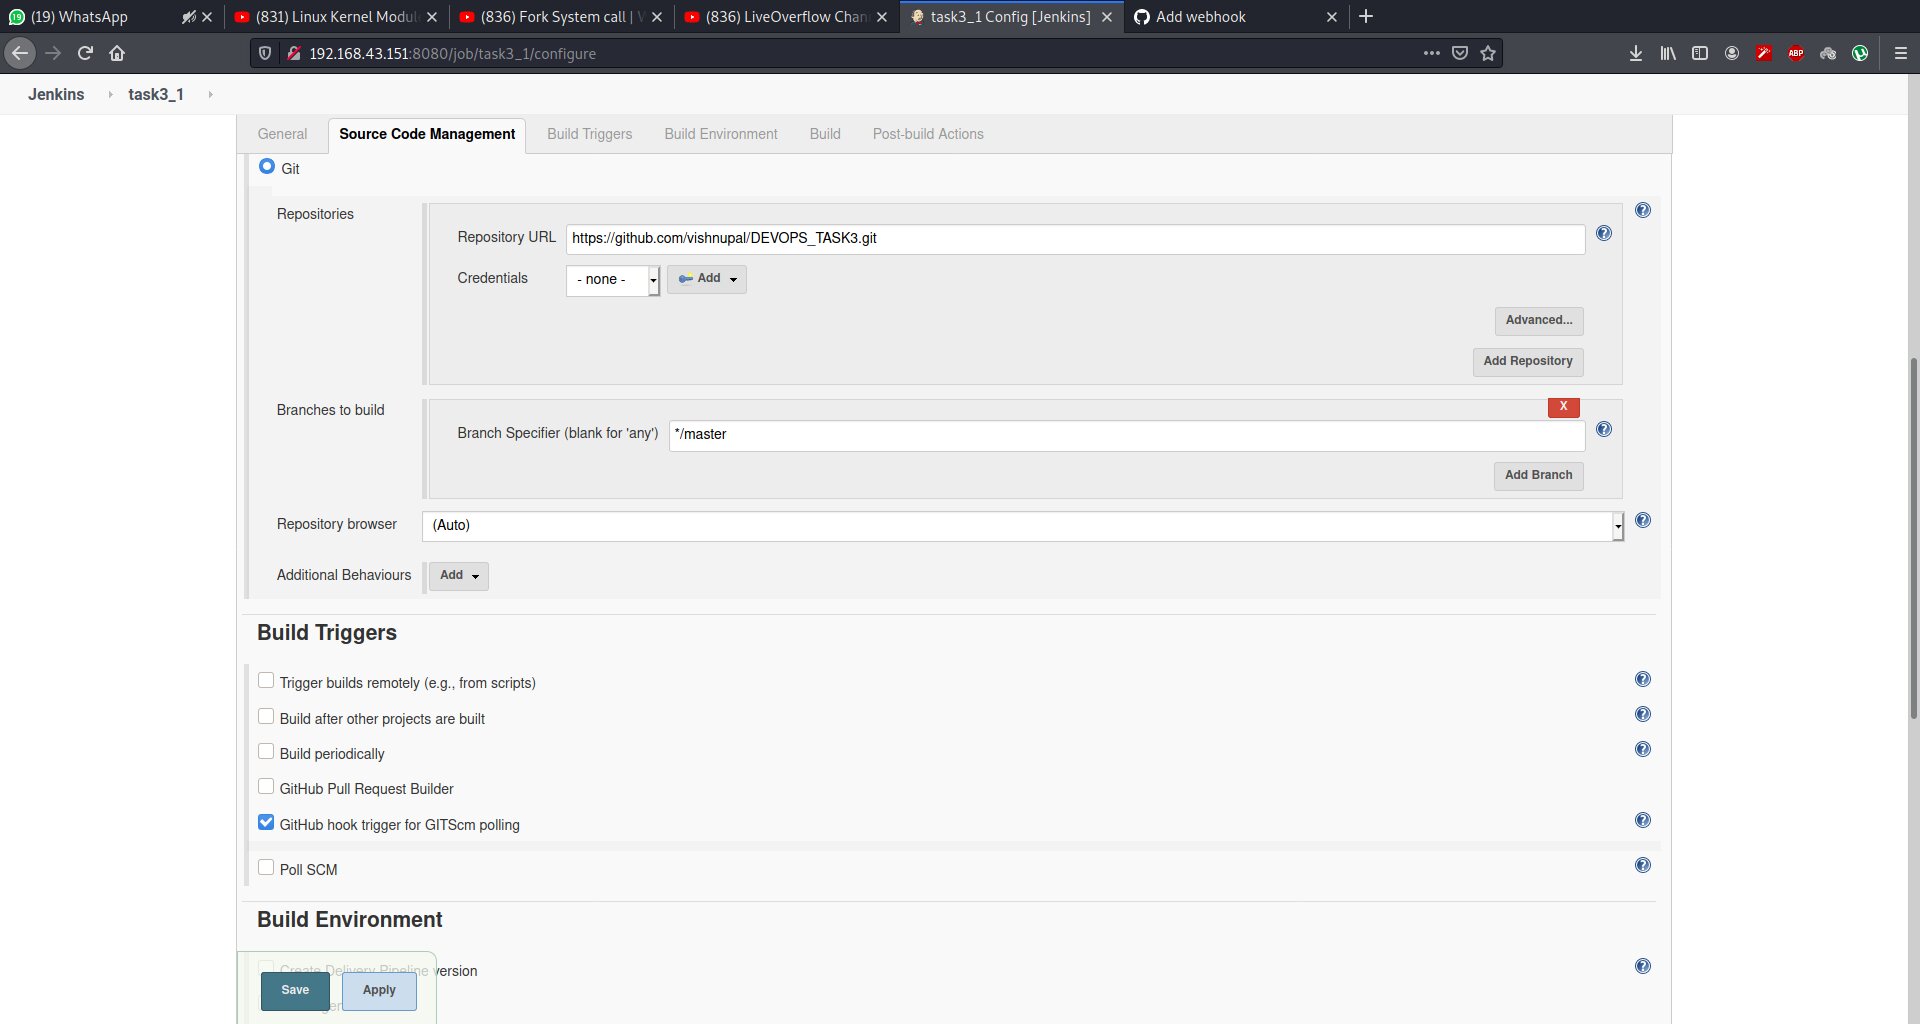 (19) WhatsApp
(831) Linux Kernel Modul
(836) Fork System call |
(836) LiveOverflow Chan
task3_1 Config [Jenkins]
Add webhook
192.168.43.151:8080/job/task3_1/configure
ABP
Jenkins
task3_1
General
Source Code Management
Build Triggers
Build Environment
Build
Post-build Actions
Git
Repositories
Repository URL
https://github.com/vishnupal/DEVOPS_TASK3.git
Credentials
- none -
Add
Advanced...
Add Repository
Branches to build
X
Branch Specifier (blank for 'any')
*/master
Add Branch
Repository browser
(Auto)
Additional Behaviours
Add
Build Triggers
Trigger builds remotely (e.g., from scripts)
Build after other projects are built
Build periodically
GitHub Pull Request Builder
GitHub hook trigger for GITScm polling
Poll SCM
Build Environment
Create Delivery Pipeline version
Save
Apply